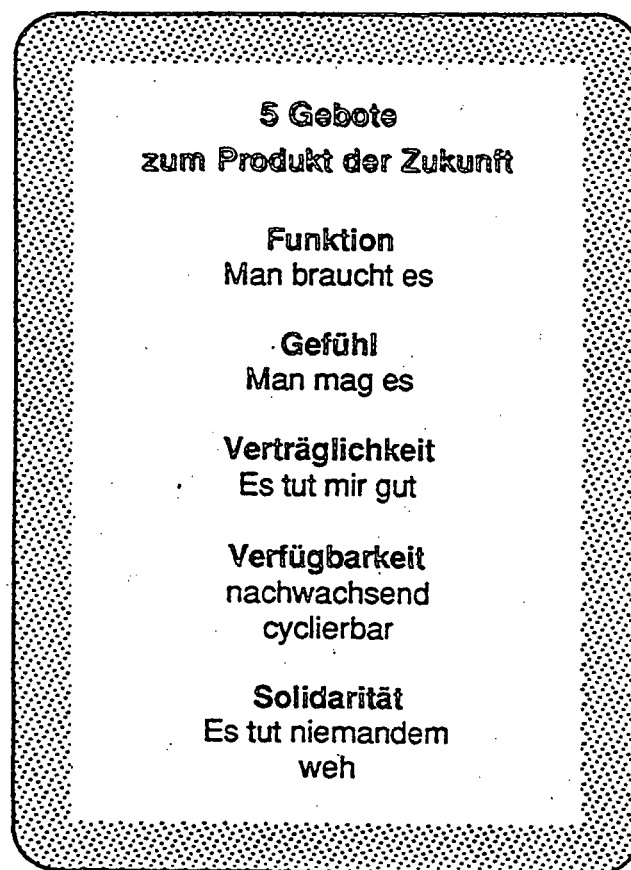 5 Gebote
zum Produkt der Zukunft
Funktion
Man braucht es
Gefühl
Man mag es
Verträglichkeit
Es tut mir gut
Verfügbarkeit
nachwachsend
cyclierbar
Solidarität
Es tut niemandem
weh